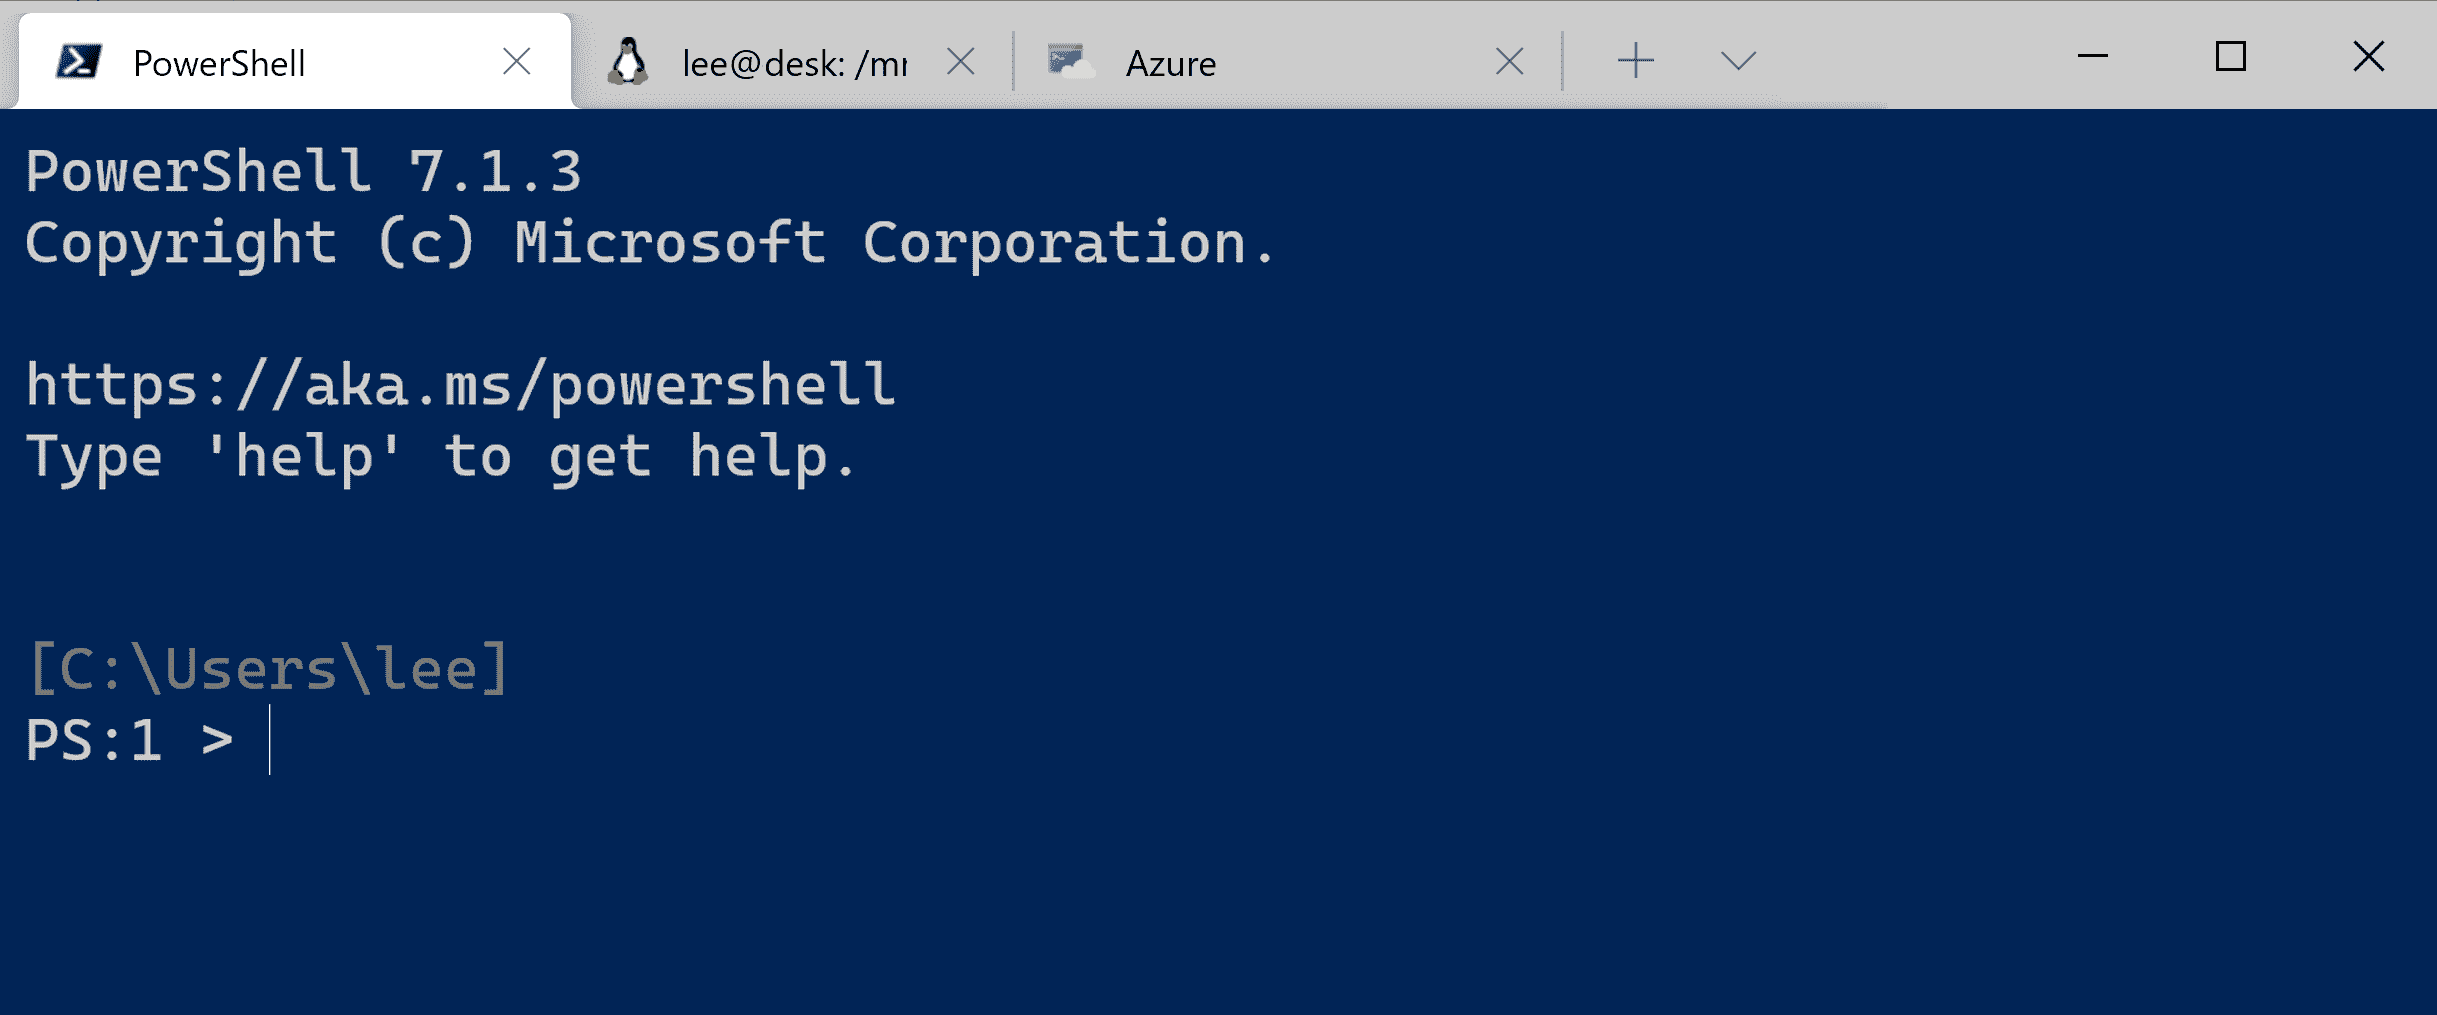 PowerShell
lee@desk: /mr
Azure
PowerShell 7.1.3
Copyright (c) Microsoft Corporation.
https://aka.ms/powershell
Type 'help' to get help.
[C:\Users\lee]
PS:1 >